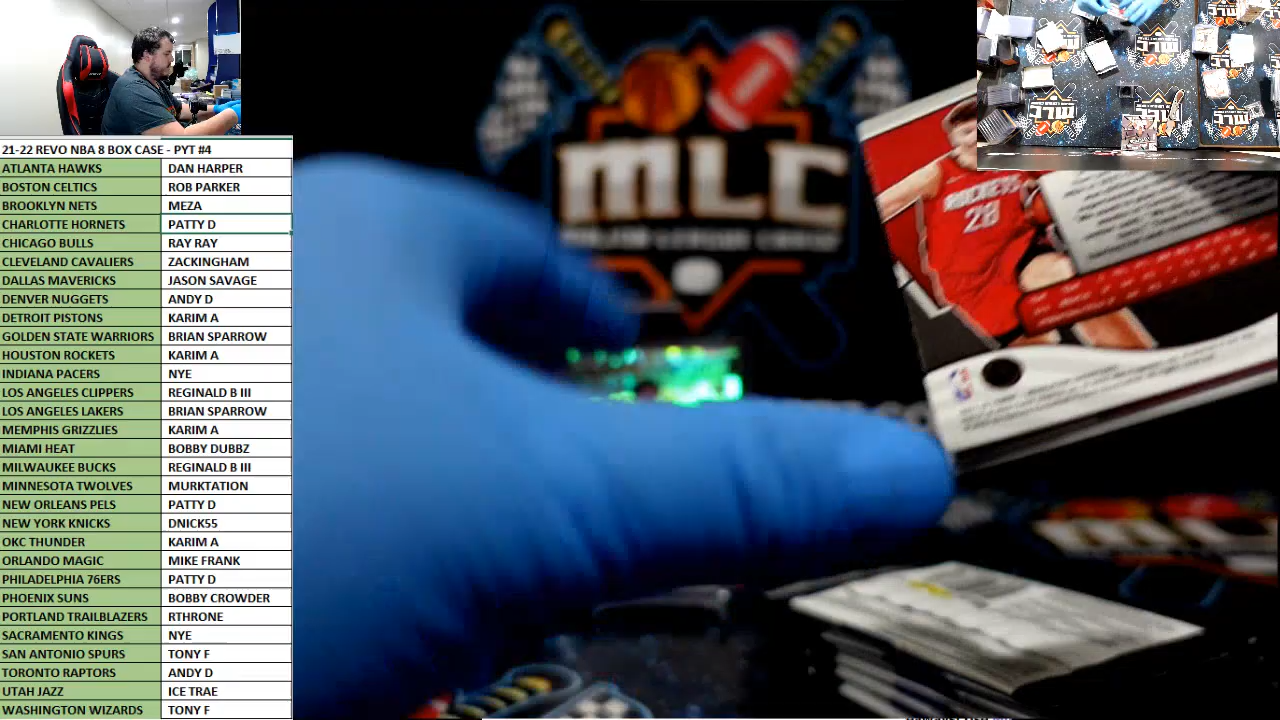 21-22 REVO NBA 8 BOX CASE - PYT #4
ATLANTA HAWKS DAN HARPER
BOSTON CELTICS ROB PARKER
BROOKLYN NETS MEZA
CHARLOTTE HORNETS PATTY D
CHICAGO BULLS RAY RAY
CLEVELAND CAVALIERS ZACKINGHAM
DALLAS MAVERICKS JASON SAVAGE
DENVER NUGGETS ANDY D
DETROIT PISTONS KARIM A
GOLDEN STATE WARRIORS BRIAN SPARROW
HOUSTON ROCKETS KARIM A
INDIANA PACERS NYE
LOS ANGELES CLIPPERS REGINALD B III
LOS ANGELES LAKERS BRIAN SPARROW
MEMPHIS GRIZZLIES KARIM A
MIAMI HEAT BOBBY DUBBZ
MILWAUKEE BUCKS REGINALD B III
MINNESOTA TWOLVES MURKTATION
NEW ORLEANS PELS PATTY D
NEW YORK KNICKS DNICK55
OKC THUNDER KARIM A
ORLANDO MAGIC MIKE FRANK
PHILADELPHIA 76ERS PATTY D
PHOENIX SUNS BOBBY CROWDER
PORTLAND TRAILBLAZERS RTHRONE
SACRAMENTO KINGS NYE
SAN ANTONIO SPURS TONY F
TORONTO RAPTORS ANDY D
UTAH JAZZ ICE TRAE
WASHINGTON WIZARDS TONY F
MLC
ROCKETS
28
MLC